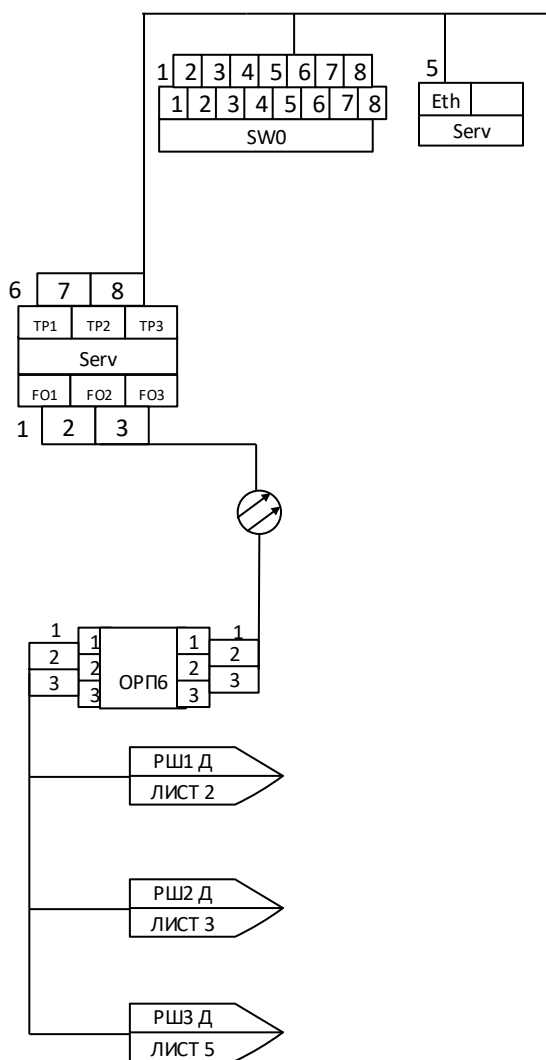 1 2 3 4 5 6 7 8
1 2 3 4 5 6 7 8
SW0
5
Eth
Serv
6 7 8
TP1 TP2 TP3
Serv
FO1 FO2 FO3
1 2 3
1
2
3
1
2
3
ОРП6
1
2
3
1
2
3
РШ1 Д
ЛИСТ 2
РШ2 Д
ЛИСТ 3
РШ3 Д
ЛИСТ 5